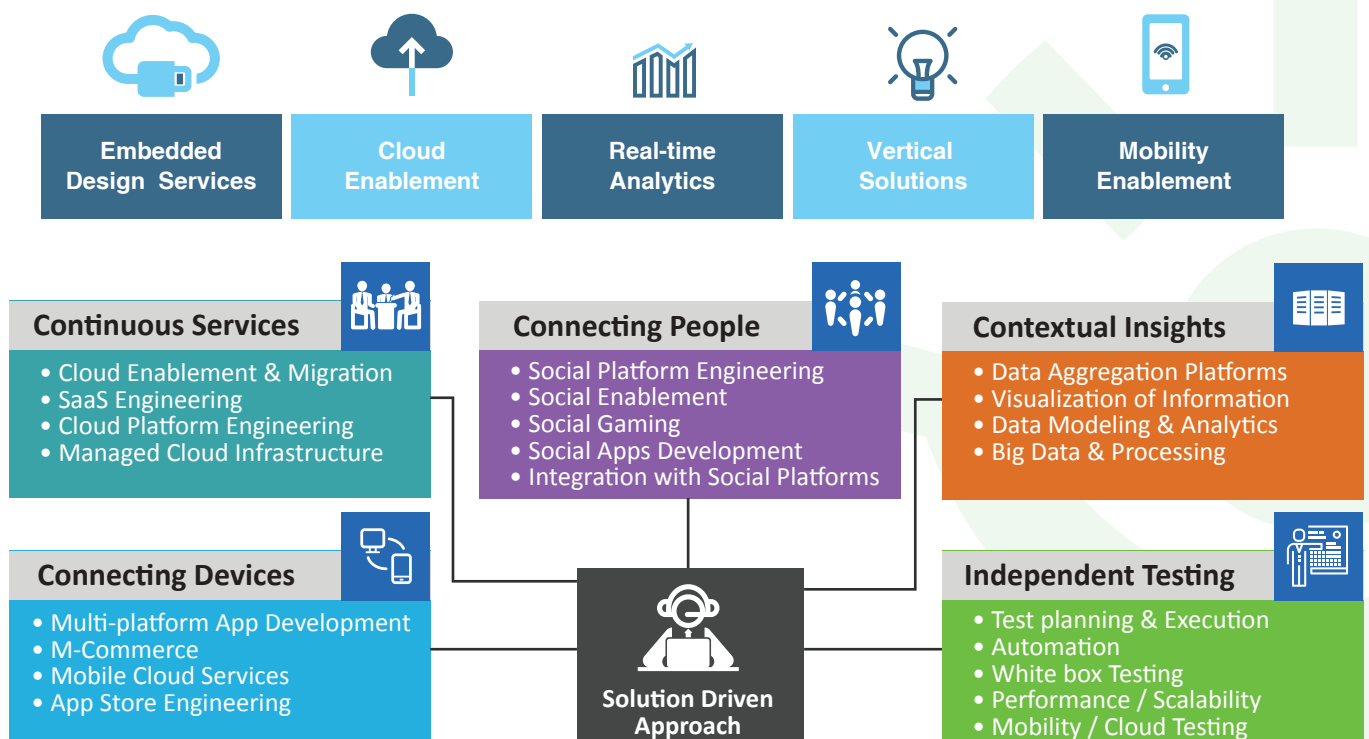 Embedded
Design Services
Cloud
Enablement
Real-time
Analytics
Vertical
Solutions
Mobility
Enablement
Continuous Services
• Cloud Enablement & Migration
• SaaS Engineering
• Cloud Platform Engineering
• Managed Cloud Infrastructure
Connecting People
• Social Platform Engineering
• Social Enablement
• Social Gaming
• Social Apps Development
• Integration with Social Platforms
Contextual Insights
• Data Aggregation Platforms
• Visualization of Information
• Data Modeling & Analytics
• Big Data & Processing
Connecting Devices
• Multi-platform App Development
• M-Commerce
• Mobile Cloud Services
• App Store Engineering
Solution Driven
Approach
Independent Testing
• Test planning & Execution
• Automation
• White box Testing
• Performance / Scalability
• Mobility / Cloud Testing